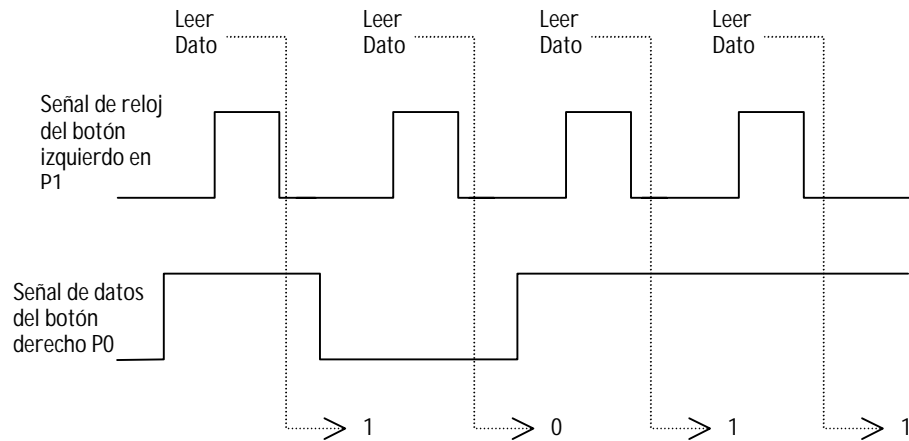 Leer
Dato
Leer
Dato
Leer
Dato
Leer
Dato
Señal de reloj
del botón
izquierdo en
P1
Señal de datos
del botón
derecho P0
1
0
1
1